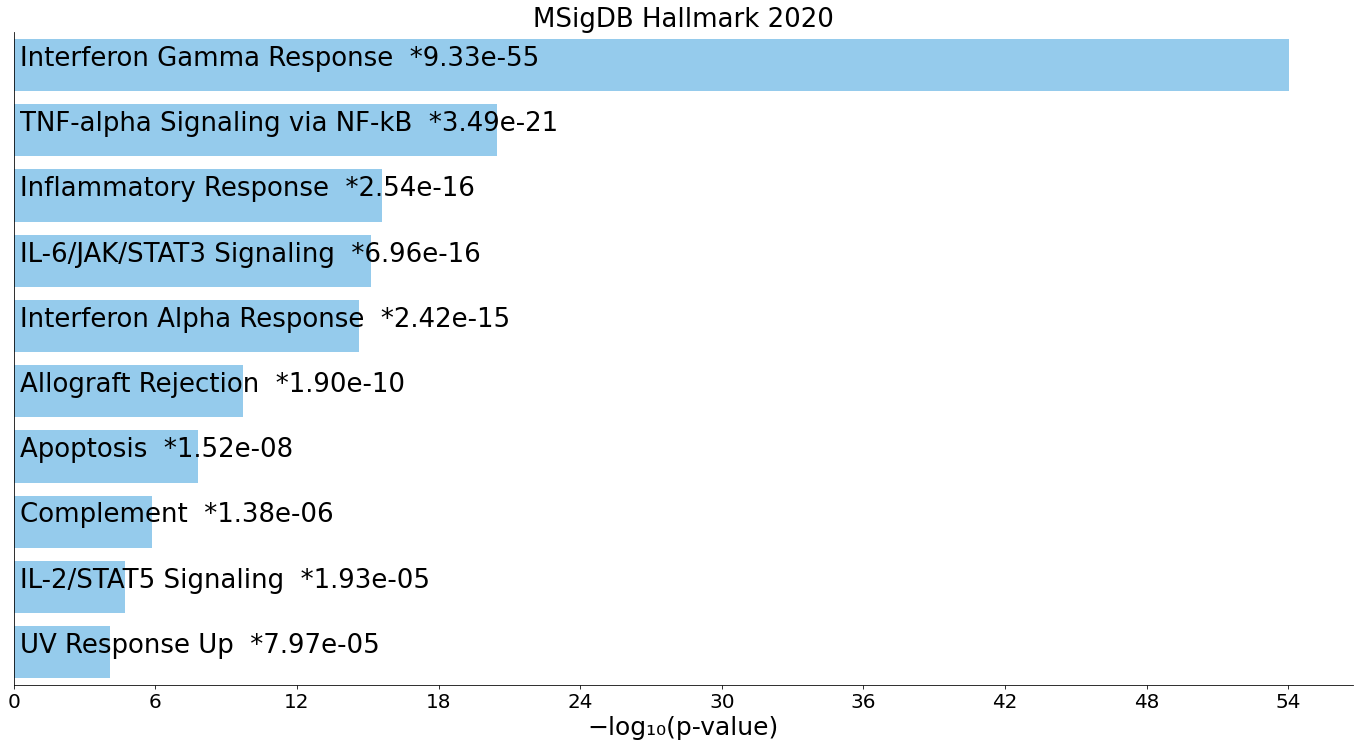 MSigDB Hallmark 2020
Interferon Gamma Response *9.33e-55
TNF-alpha Signaling via NF-kB *3.49e-21
Inflammatory Response *2.54e-16
IL-6/JAK/STAT3 Signaling *6.96e-16
Interferon Alpha Response *2.42e-15
Allograft Rejection *1.90e-10
Apoptosis *1.52e-08
Complement *1.38e-06
IL-2/STAT5 Signaling *1.93e-05
UV Response Up *7.97e-05
0 6 12 18 24 30 36 42 48 54
−log₁₀(p-value)